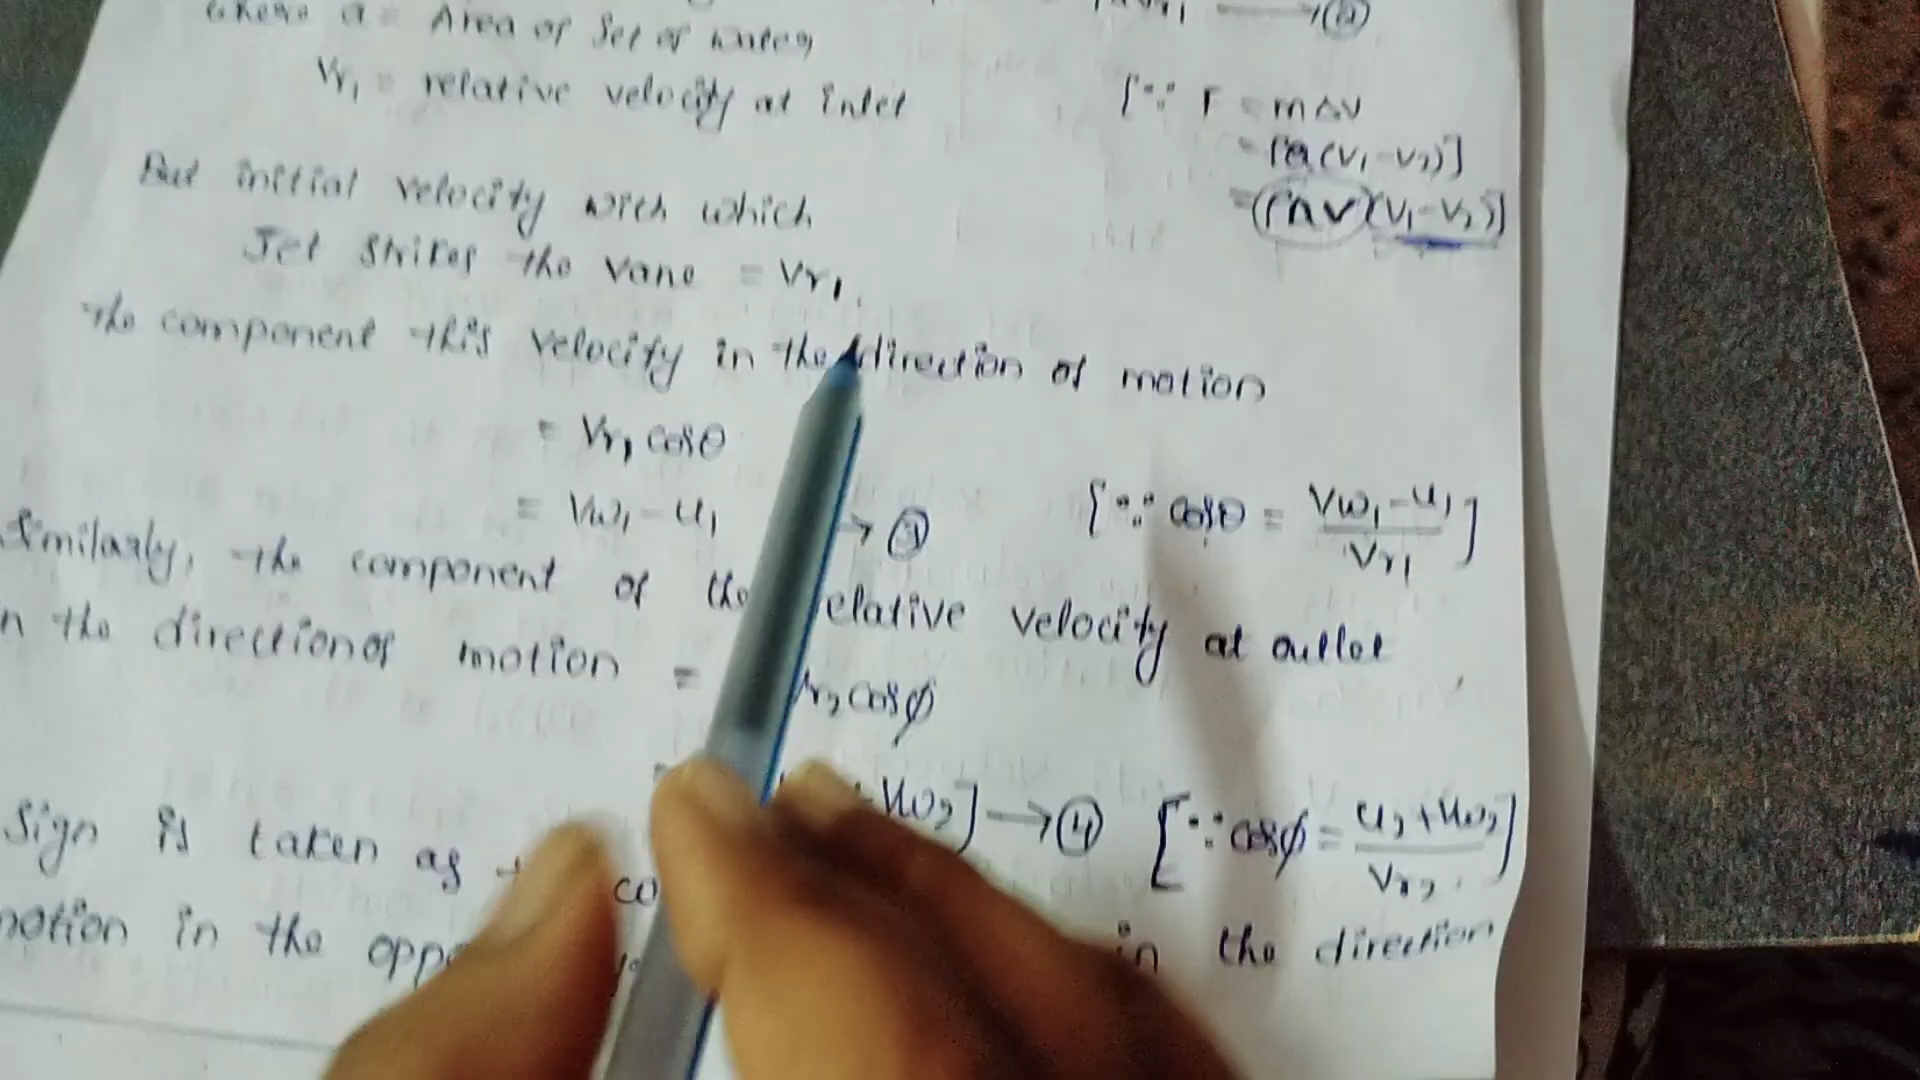 where a = Area of Jet of water,
Vr1 → (2)
Vr1 = relative velocity at inlet
[∵ F = mΔV
= ρa(V1-V2)]
= (ρav)(V1-V2)]
But initial velocity with which
Jet strikes the vane = Vr1.
the component this velocity in the direction of motion
= Vr1 cosθ
= Vw1 - u1 → (3) [∵ cosθ = Vw1-u1 / Vr1]
Similarly, the component of the relative velocity at outlet
n the direction of motion = Vr2 cosφ
+ Vw2] → (4) [∵ cosφ = u2+Vw2 / Vr2]
Sign is taken as co in the direction
motion in the opp